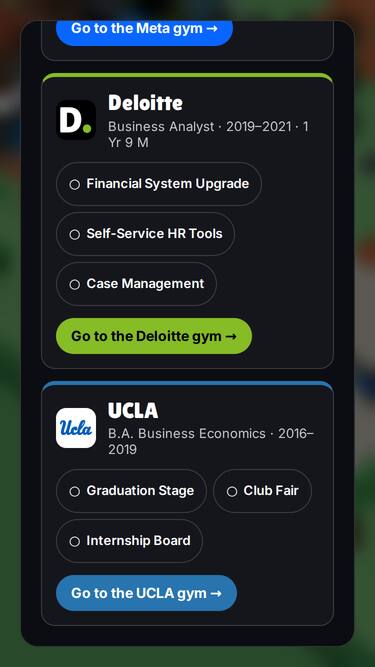 Go to the Meta gym →
Deloitte
D.
Business Analyst · 2019–2021 · 1
Yr 9 M
○ Financial System Upgrade
○ Self-Service HR Tools
○ Case Management
Go to the Deloitte gym →
UCLA
Ucla
B.A. Business Economics · 2016–
2019
○ Graduation Stage ○ Club Fair
○ Internship Board
Go to the UCLA gym →